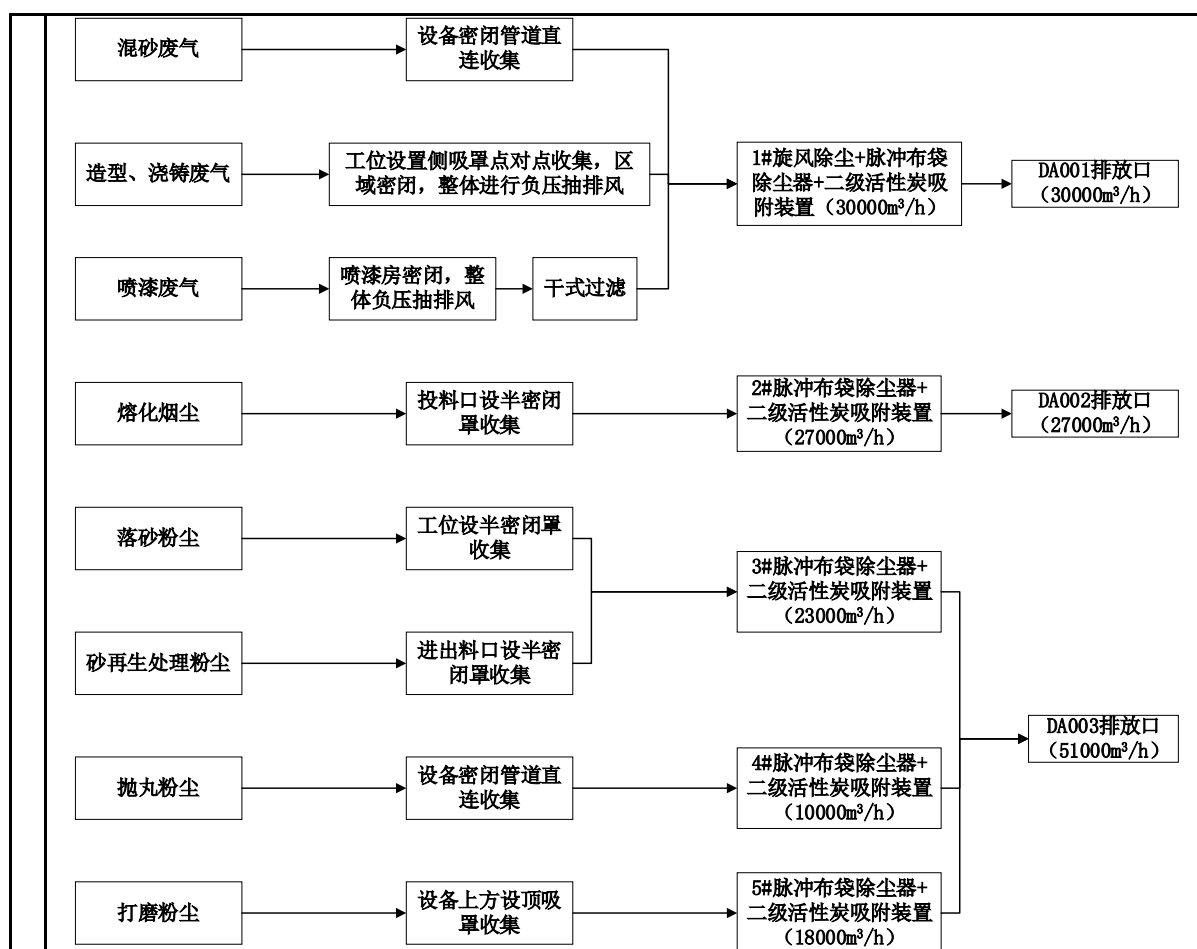 混砂废气
设备密闭管道直
连收集
造型、浇铸废气
工位设置侧吸罩点对点收集，区
域密闭，整体进行负压抽排风
1#旋风除尘+脉冲布袋
除尘器+二级活性炭吸
附装置（30000m³/h）
DA001排放口
（30000m³/h）
喷漆废气
喷漆房密闭，整
体负压抽排风
干式过滤
熔化烟尘
投料口设半密闭
罩收集
2#脉冲布袋除尘器+
二级活性炭吸附装置
（27000m³/h）
DA002排放口
（27000m³/h）
落砂粉尘
工位设半密闭罩
收集
3#脉冲布袋除尘器+
二级活性炭吸附装置
（23000m³/h）
砂再生处理粉尘
进出料口设半密
闭罩收集
DA003排放口
（51000m³/h）
抛丸粉尘
设备密闭管道直
连收集
4#脉冲布袋除尘器+
二级活性炭吸附装置
（10000m³/h）
打磨粉尘
设备上方设顶吸
罩收集
5#脉冲布袋除尘器+
二级活性炭吸附装置
（18000m³/h）